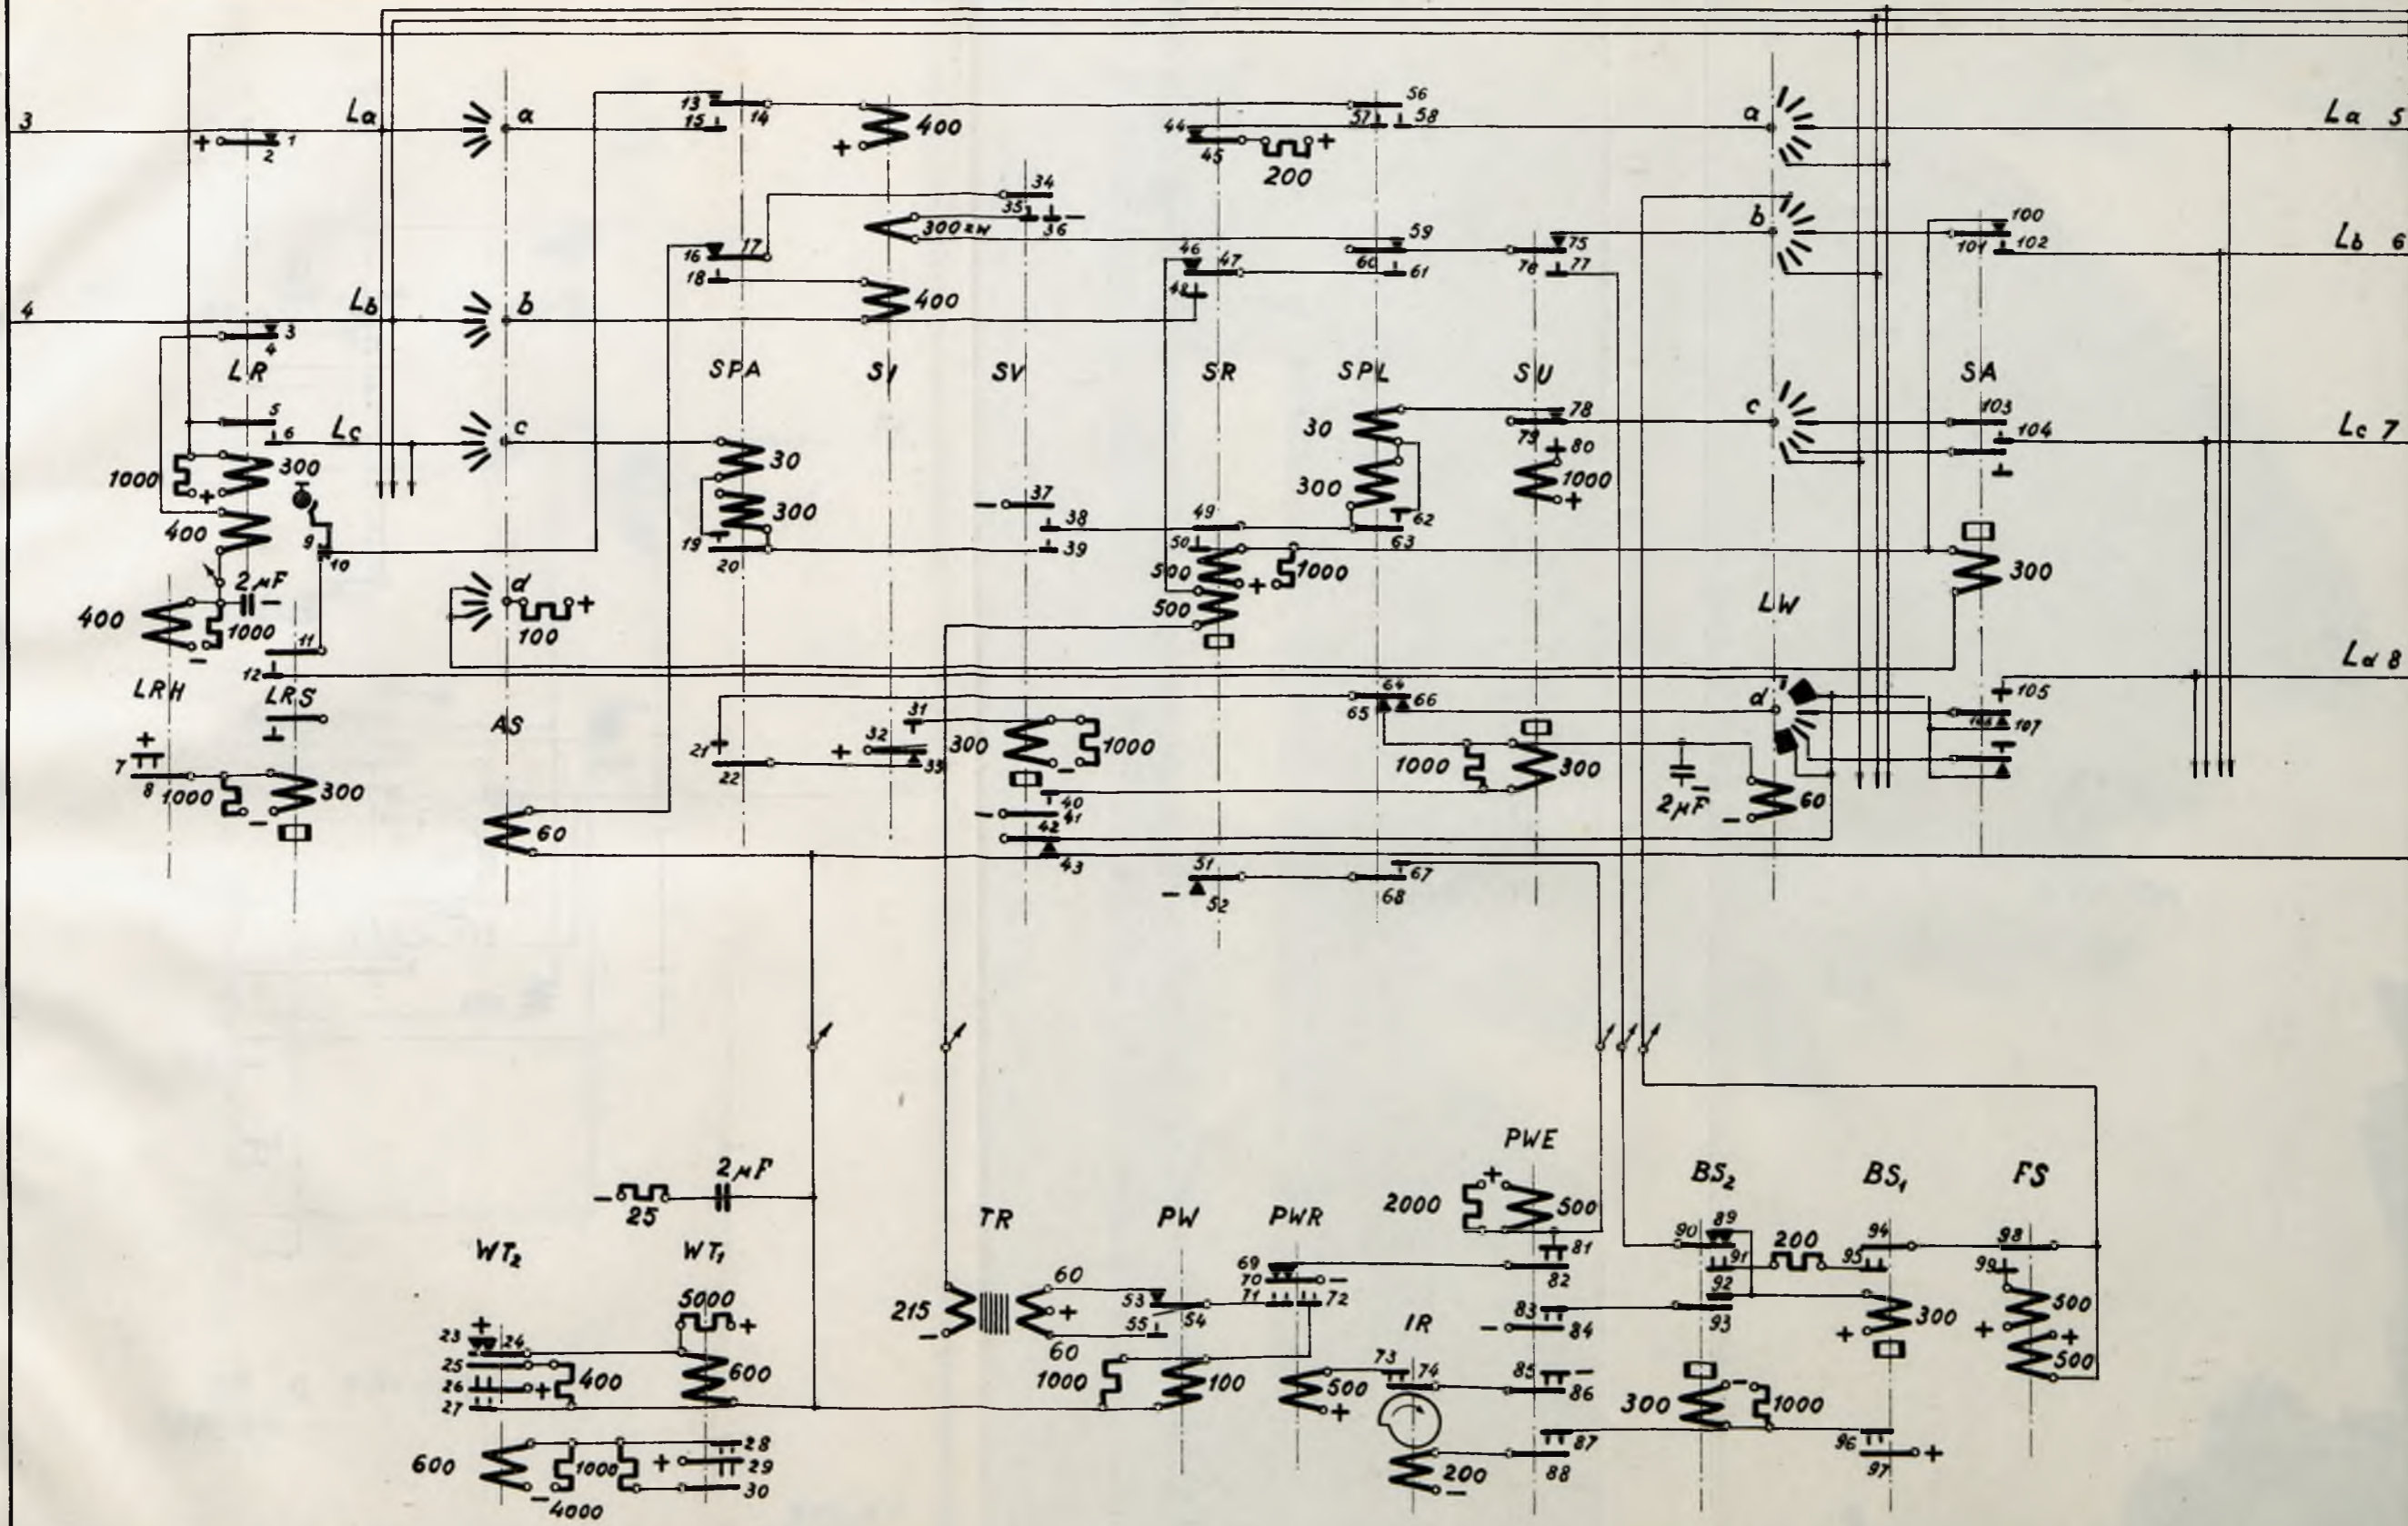 3 La a 13 14 15 400 + 44 45 200 + 56 57 58 a La 5
+ 1 2
16 17 18 34 35 36 - 300 zw 46 47 48 59 60 61 75 76 77 b 100 101 102 Lb 6
4 Lb b 400
3 4
LR SPA SI SV SR SPL SU SA
5 6 Lc c 30 300 30 300 78 79 80 + 1000 + c 103 104 Lc 7
1000 + 300
400 9 10 19 20 - 37 38 39 49 50 62 63
500 + 1000 500 300
2 µF -
400 1000 - d 100 + LW
11 12
LRH LRS AS 64 65 66 d 105 106 107 Ld 8
21 22 + 31 32 33 300 1000 - 1000 300
+ 7 8 1000 300 - 2 µF - 60
60 40 - 41 42 43
51 - 52 67 68
PWE
2 µF BS2 BS1 FS
- 25 TR PW PWR 2000 + 500
WT2 WT1
5000 + 60 53 54 55 69 70 - 71 72 81 82 90 89 91 92 93 200 94 95 98 99
+ 23 24 215 - + 60
25 26 27 + 400 600 IR 83 - 84 + 300 + 500 + 500
1000 100 500 + 73 74 85 - 86 300 - 1000
28 + 29 30 87 88 96 97 +
600 - 4000 1000 200 -